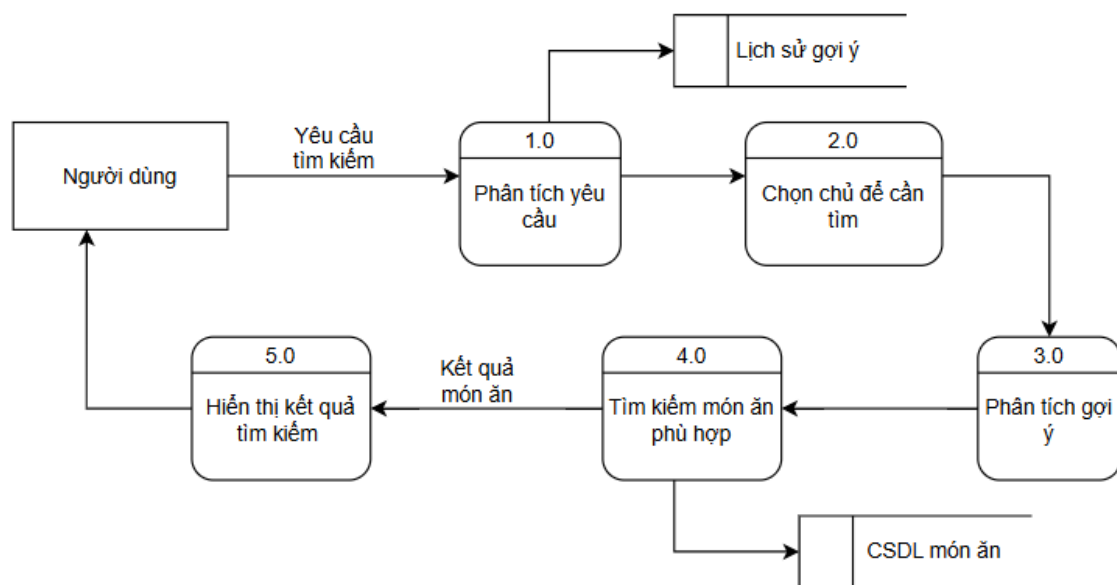 Lịch sử gợi ý
Người dùng
Yêu cầu
tìm kiếm
1.0
Phân tích yêu
cầu
2.0
Chọn chủ để cần
tìm
5.0
Hiển thị kết quả
tìm kiếm
Kết quả
món ăn
4.0
Tìm kiếm món ăn
phù hợp
3.0
Phân tích gợi
ý
CSDL món ăn